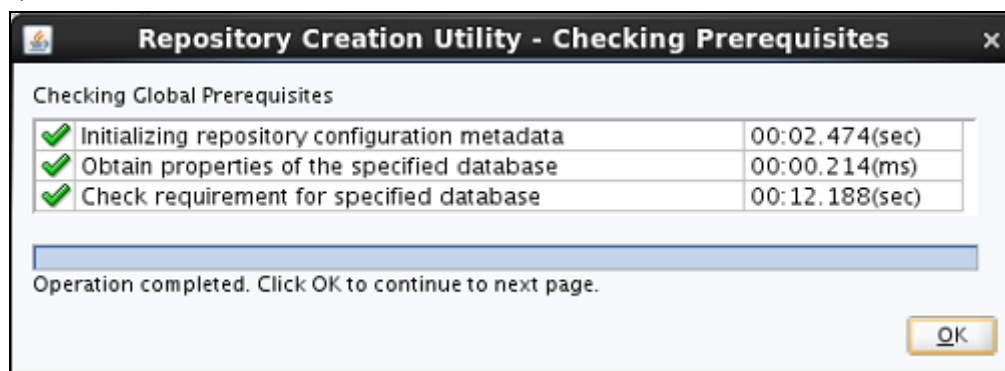 Repository Creation Utility - Checking Prerequisites
Checking Global Prerequisites
Initializing repository configuration metadata 00:02.474(sec)
Obtain properties of the specified database 00:00.214(ms)
Check requirement for specified database 00:12.188(sec)
Operation completed. Click OK to continue to next page.
OK